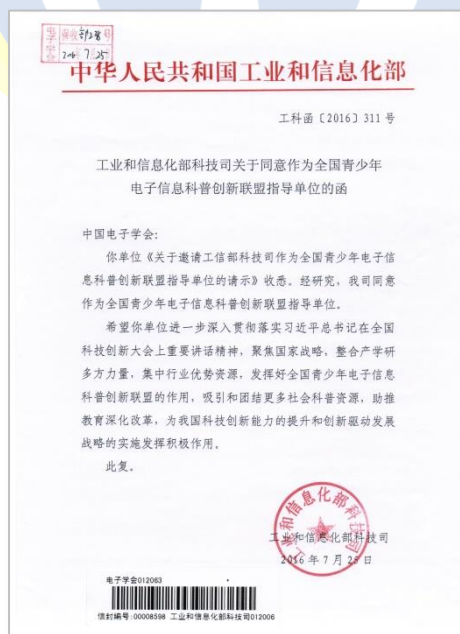 电子学会
中华人民共和国工业和信息化部
工科函〔2016〕311号
工业和信息化部科技司关于同意作为全国青少年
电子信息科普创新联盟指导单位的函
中国电子学会:
你单位《关于邀请工信部科技司作为全国青少年电子信
息科普创新联盟指导单位的请示》收悉。经研究，我司同意
作为全国青少年电子信息科普创新联盟指导单位。
希望你单位进一步深入贯彻落实习近平总书记在全国
科技创新大会上重要讲话精神，聚焦国家战略，整合产学研
多方力量，集中行业优势资源，发挥好全国青少年电子信息
科普创新联盟的作用，吸引和团结更多社会科普资源，助推
教育深化改革，为我国科技创新能力的提升和创新驱动发展
战略的实施发挥积极作用。
此复。
工业和信息化部科技司
工业和信息化部科技司
2016年7月25日
电子学会012063
信封编号:00008598 工业和信息化部科技司012006